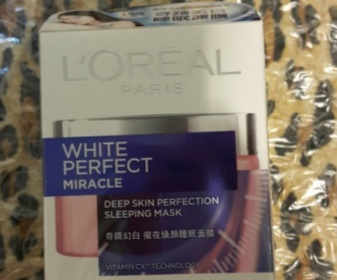 L'ORÉAL
PARIS
WHITE
PERFECT
MIRACLE
DEEP SKIN PERFECTION
SLEEPING MASK
VITAMIN CX™ TECHNOLOGY